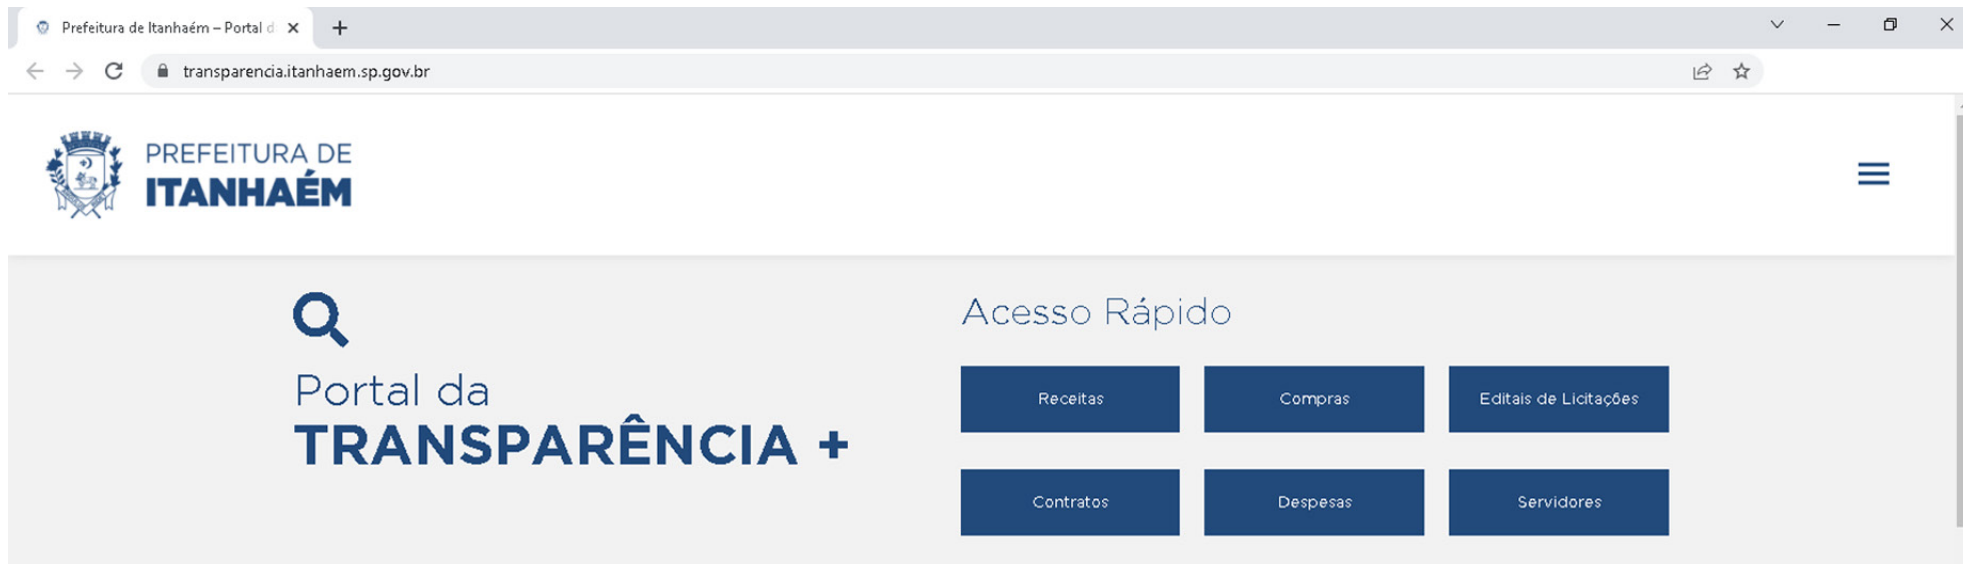 Prefeitura de Itanhaém – Portal d
transparencia.itanhaem.sp.gov.br
PREFEITURA DE
ITANHAÉM
Portal da
TRANSPARÊNCIA +
Acesso Rápido
Receitas
Compras
Editais de Licitações
Contratos
Despesas
Servidores